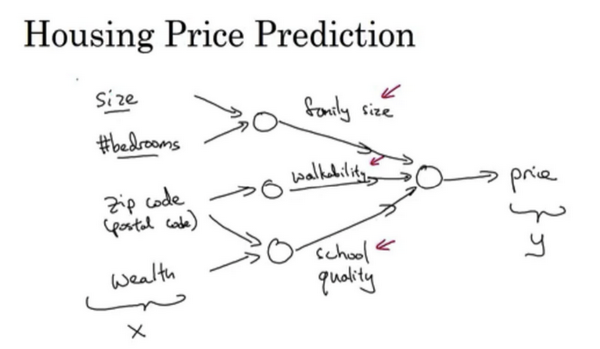 Housing Price Prediction
size
#bedrooms
zip code
(postal code)
wealth
x
family size
walkability
school
quality
price
y